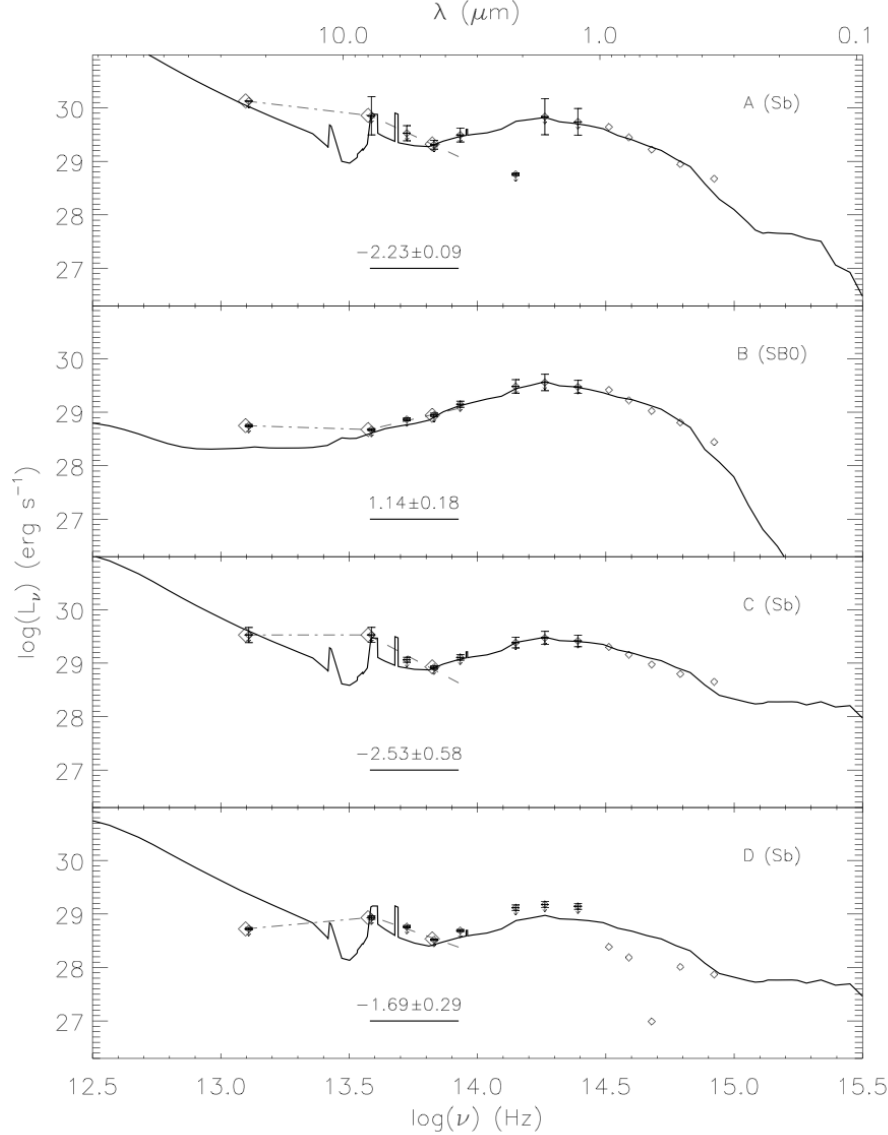 λ (μm)
10.0 1.0 0.1
A (Sb)
30
29
28
27
−2.23±0.09
B (SB0)
30
29
28
27
1.14±0.18
log(Lν) (erg s⁻¹)
C (Sb)
30
29
28
27
−2.53±0.58
D (Sb)
30
29
28
27
−1.69±0.29
12.5 13.0 13.5 14.0 14.5 15.0 15.5
log(ν) (Hz)